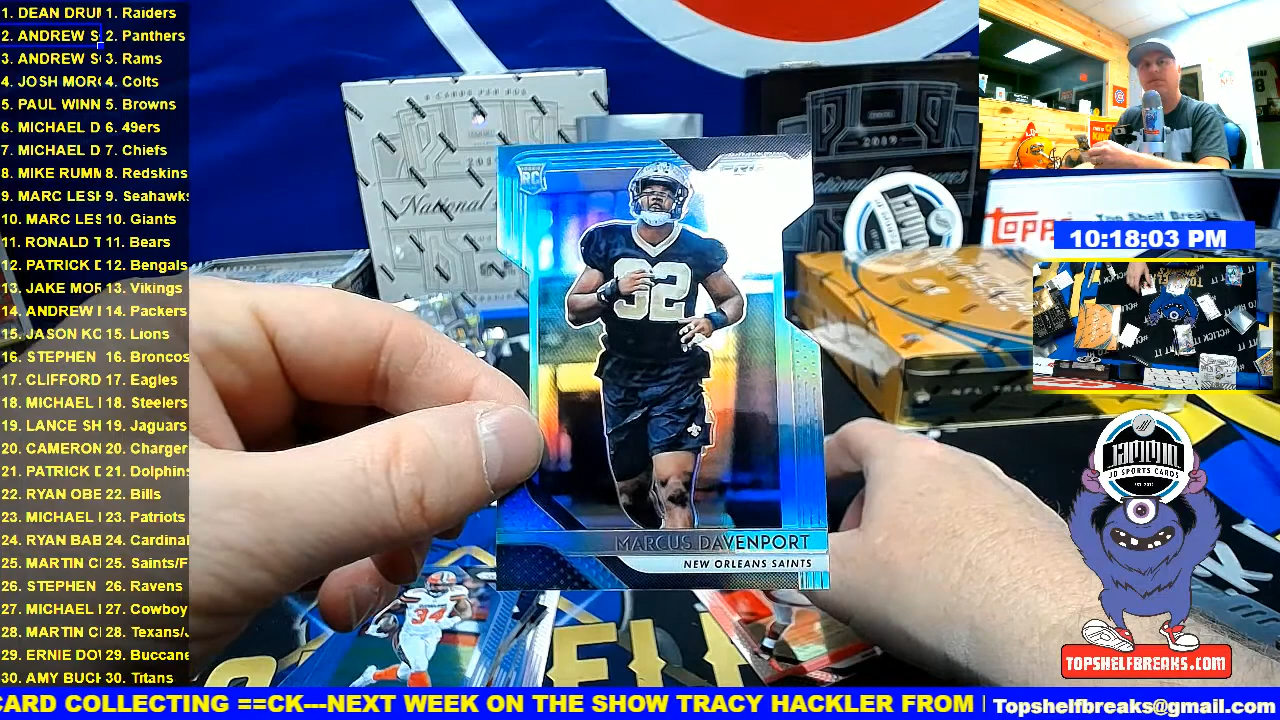 1. DEAN DRU 1. Raiders
2. ANDREW S 2. Panthers
3. ANDREW S 3. Rams
4. JOSH MOR 4. Colts
5. PAUL WINN 5. Browns
6. MICHAEL D 6. 49ers
7. MICHAEL D 7. Chiefs
8. MIKE RUMM 8. Redskins
9. MARC LESH 9. Seahawks
10. MARC LES 10. Giants
11. RONALD T 11. Bears
12. PATRICK 12. Bengals
13. JAKE MOR 13. Vikings
14. ANDREW 14. Packers
15. JASON KC 15. Lions
16. STEPHEN 16. Broncos
17. CLIFFORD 17. Eagles
18. MICHAEL 18. Steelers
19. LANCE SH 19. Jaguars
20. CAMERON 20. Charger
21. PATRICK 21. Dolphins
22. RYAN OBE 22. Bills
23. MICHAEL 23. Patriots
24. RYAN BAB 24. Cardinal
25. MARTIN C 25. Saints/F
26. STEPHEN 26. Ravens
27. MICHAEL 27. Cowboy
28. MARTIN C 28. Texans/
29. ERNIE DO 29. Buccane
30. AMY BUC 30. Titans
RC
92
MARCUS DAVENPORT
NEW ORLEANS SAINTS
National
2019
34
topps
Top Shelf Breaks
10:18:03 PM
JAMMIN
JD SPORTS CARDS
TOPSHELFBREAKS.COM
CARD COLLECTING ==CK---NEXT WEEK ON THE SHOW TRACY HACKLER FROM
Topshelfbreaks@gmail.com